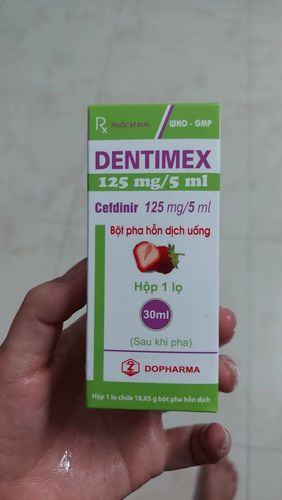 Rx THUỐC KÊ ĐƠN
WHO - GMP
DENTIMEX
125 mg/5 ml
Cefdinir 125 mg/5 ml
Bột pha hỗn dịch uống
Hộp 1 lọ
30ml
(Sau khi pha)
DOPHARMA
Hộp 1 lọ chứa 18,05 g bột pha hỗn dịch